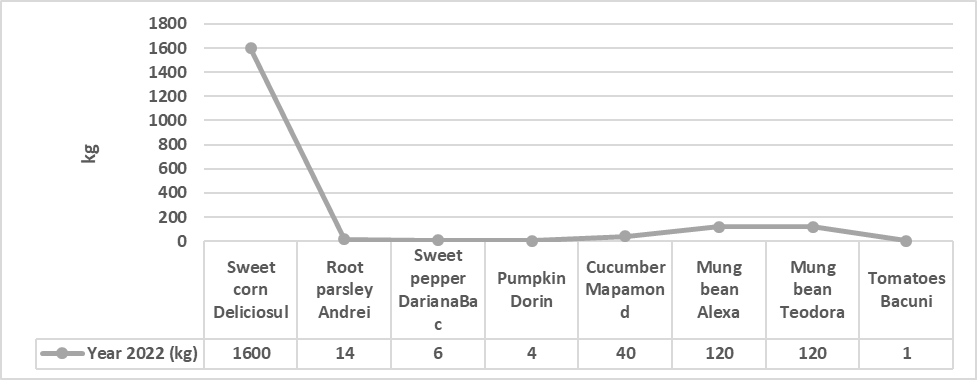 1800
1600
1400
1200
1000
800
600
400
200
0
kg
Sweet
corn
Deliciosul
Root
parsley
Andrei
Sweet
pepper
DarianaBa
c
Pumpkin
Dorin
Cucumber
Mapamon
d
Mung
bean
Alexa
Mung
bean
Teodora
Tomatoes
Bacuni
Year 2022 (kg) 1600 14 6 4 40 120 120 1